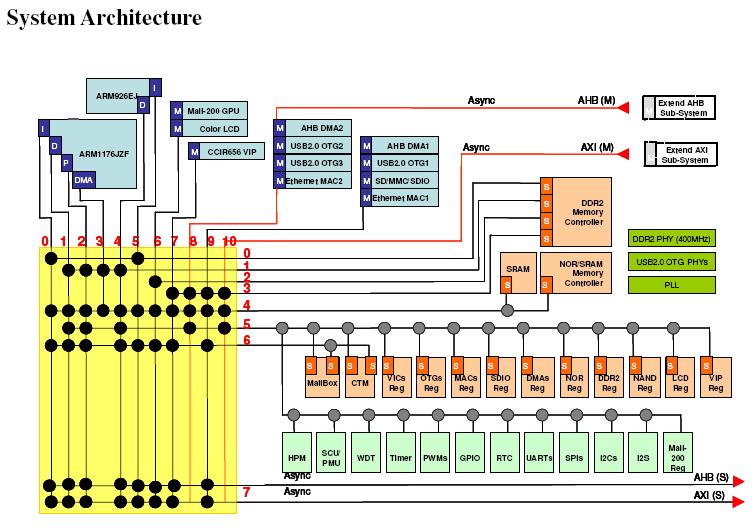 System Architecture
ARM926EJ
I
D
I
D
P
DMA
ARM1176JZF
M
Mali-200 GPU
M
Color LCD
M
CCIR656 VIP
M
AHB DMA2
M
USB2.0 OTG2
M
USB2.0 OTG3
M
Ethernet MAC2
M
AHB DMA1
M
USB2.0 OTG1
M
SD/MMC/SDIO
M
Ethernet MAC1
Async
AHB (M)
Extend AHB
Sub-System
Async
AXI (M)
Extend AXI
Sub-System
S
S
S
S
DDR2
Memory
Controller
DDR2 PHY (400MHz)
USB2.0 OTG PHYs
PLL
SRAM
S
NOR/SRAM
Memory
Controller
S
0 1 2 3 4 5 6 7 8 9 10
0
1
2
3
4
5
6
7
S
S
MailBox
S
S
CTM
S
VICs
Reg
S
OTGs
Reg
S
MACs
Reg
S
SDIO
Reg
S
DMAs
Reg
S
NOR
Reg
S
DDR2
Reg
S
NAND
Reg
S
LCD
Reg
S
VIP
Reg
HPM
SCU/
PMU
WDT
Timer
PWMs
GPIO
RTC
UARTs
SPIs
I2Cs
I2S
Mali-
200
Reg
Async
AHB (S)
Async
AXI (S)